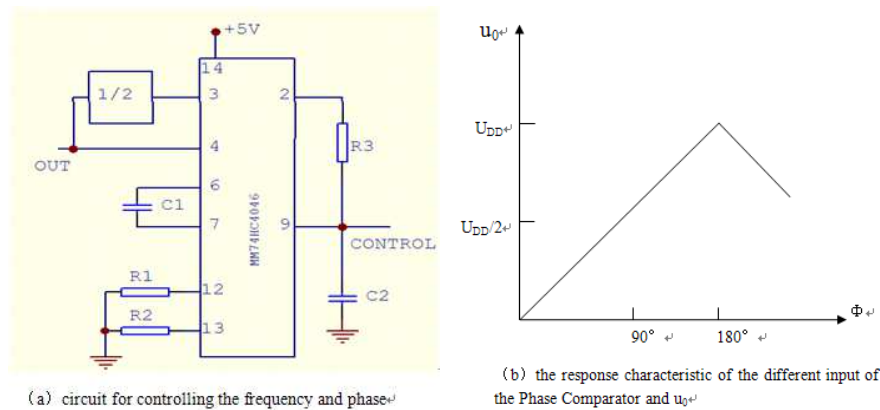 +5V
14
1/2
3
2
R3
4
OUT
6
C1
7
9
MM74HC4046
CONTROL
R1
12
C2
R2
13
(a) circuit for controlling the frequency and phase↵
u₀↵
U_DD↵
U_DD/2↵
Φ↵
90° ↵
180° ↵
(b) the response characteristic of the different input of
the Phase Comparator and u₀